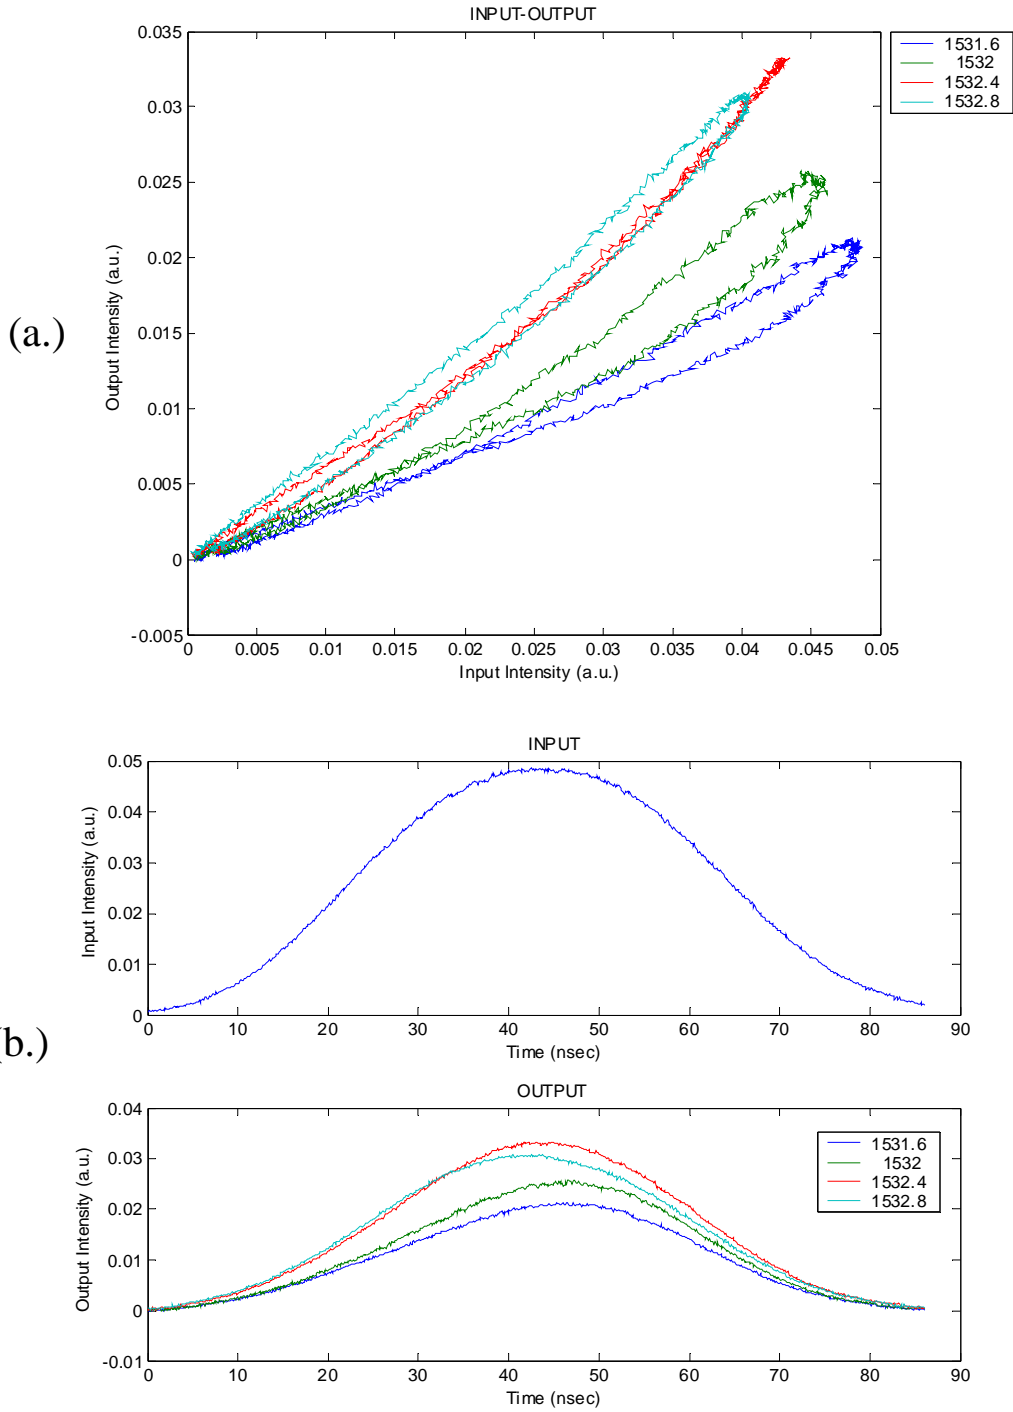 INPUT-OUTPUT
0.035
0.03
0.025
0.02
0.015
0.01
0.005
0
-0.005
Output Intensity (a.u.)
(a.)
0 0.005 0.01 0.015 0.02 0.025 0.03 0.035 0.04 0.045 0.05
Input Intensity (a.u.)
1531.6
1532
1532.4
1532.8
INPUT
0.05
0.04
0.03
0.02
0.01
0
Input Intensity (a.u.)
0 10 20 30 40 50 60 70 80 90
Time (nsec)
b.)
OUTPUT
0.04
0.03
0.02
0.01
0
-0.01
Output Intensity (a.u.)
1531.6
1532
1532.4
1532.8
0 10 20 30 40 50 60 70 80 90
Time (nsec)